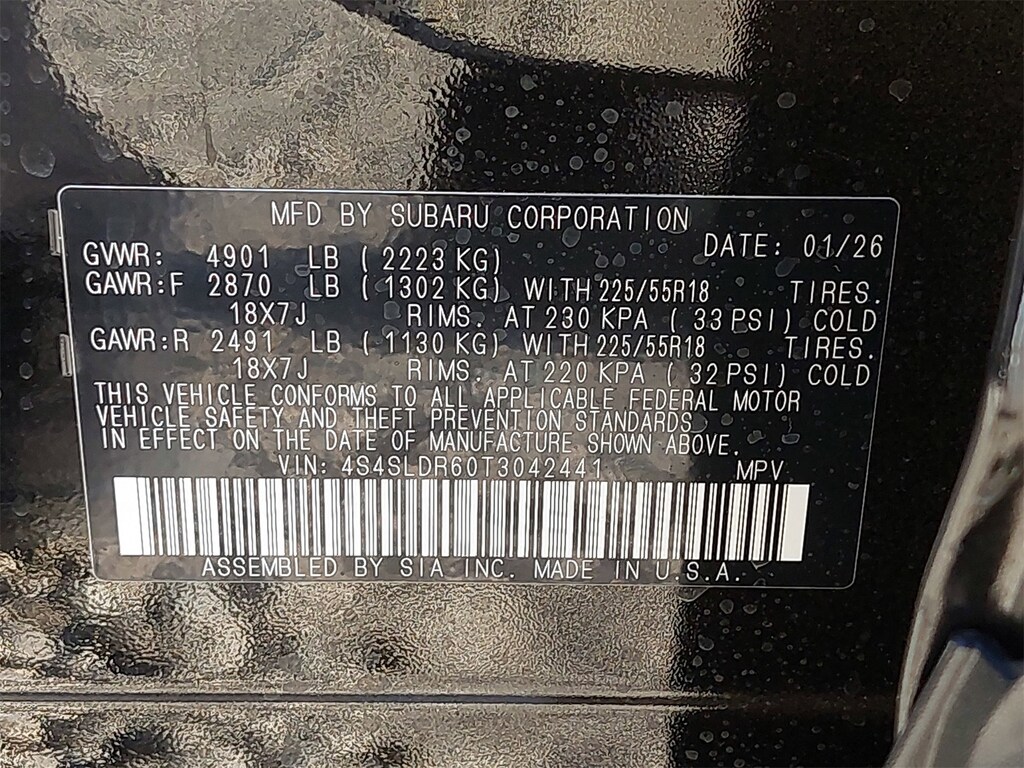 MFD BY SUBARU CORPORATION
DATE: 01/26
GVWR: 4901 LB (2223 KG)
GAWR:F 2870 LB (1302 KG) WITH 225/55R18 TIRES.
18X7J RIMS. AT 230 KPA (33 PSI) COLD
GAWR:R 2491 LB (1130 KG) WITH 225/55R18 TIRES.
18X7J RIMS. AT 220 KPA (32 PSI) COLD
THIS VEHICLE CONFORMS TO ALL APPLICABLE FEDERAL MOTOR
VEHICLE SAFETY AND THEFT PREVENTION STANDARDS
IN EFFECT ON THE DATE OF MANUFACTURE SHOWN ABOVE.
VIN: 4S4SLDR60T3042441 MPV
ASSEMBLED BY SIA INC. MADE IN U.S.A.